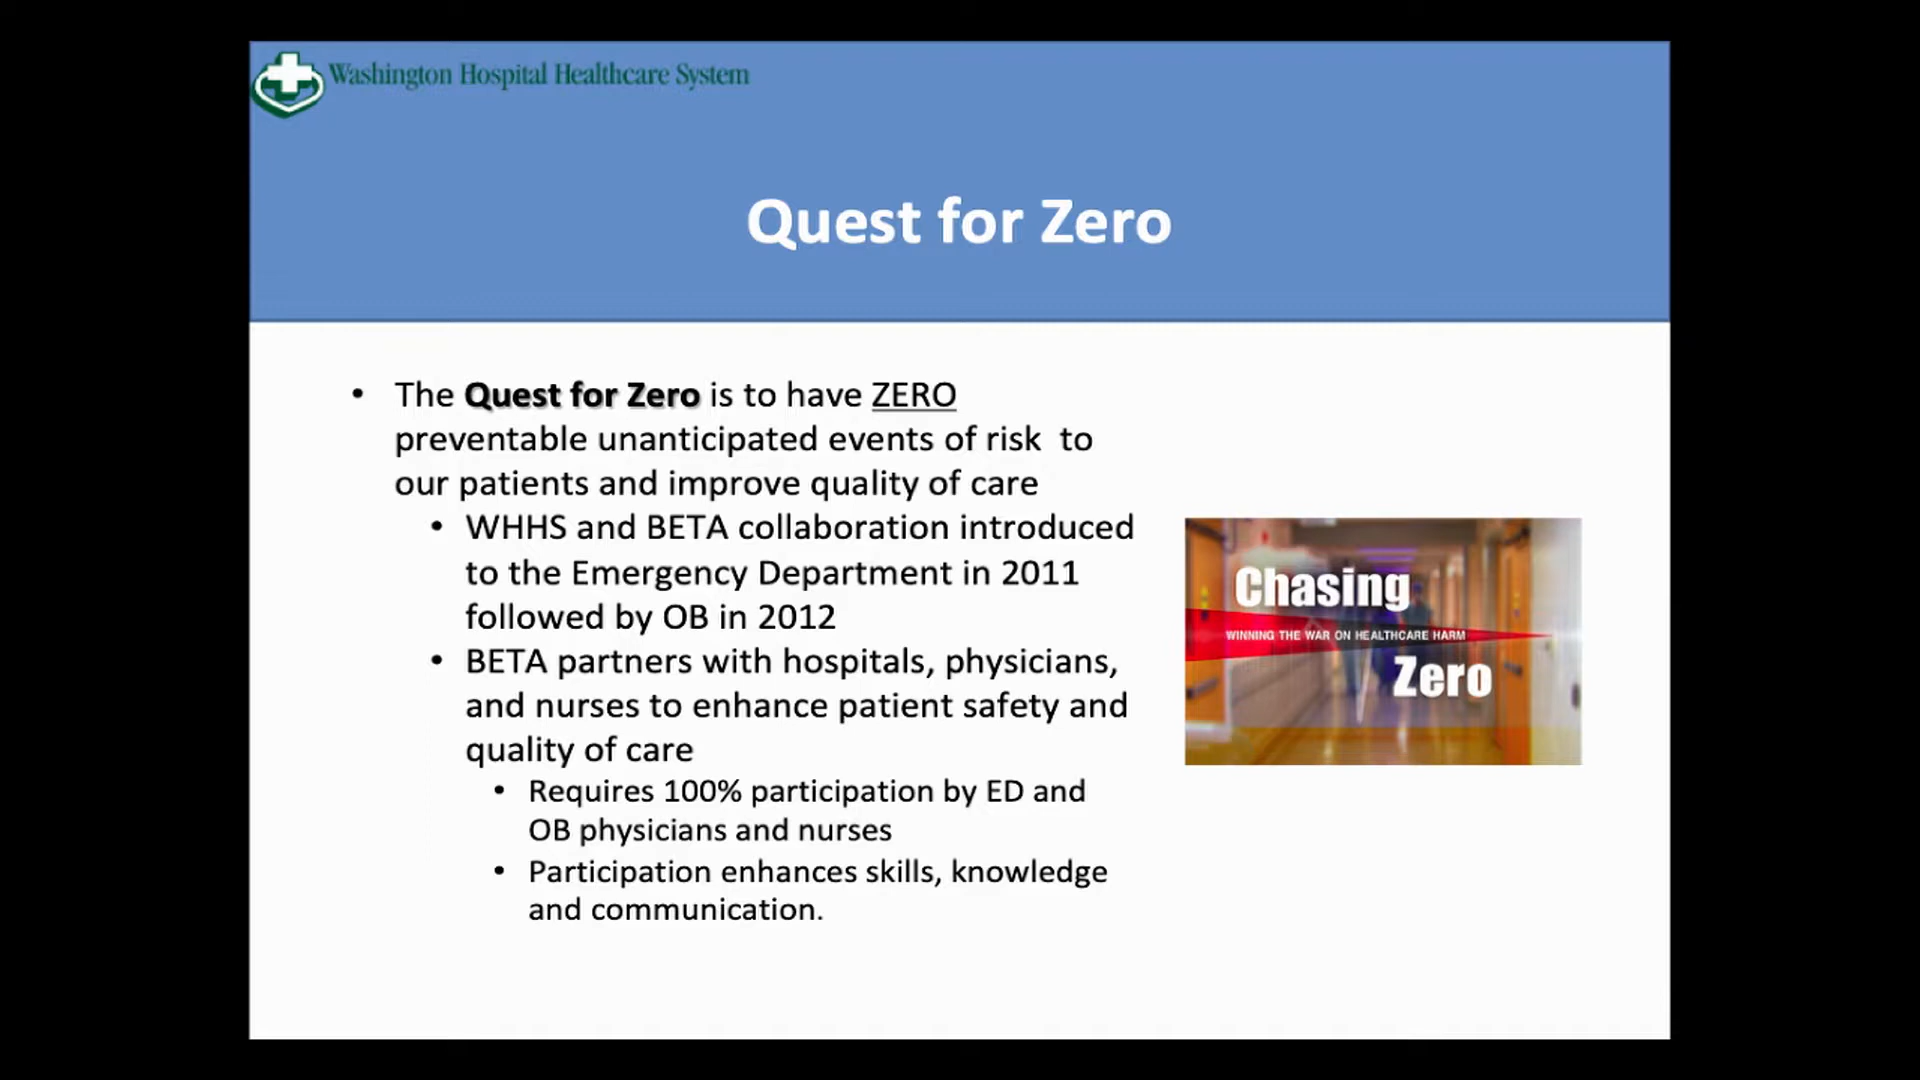 Washington Hospital Healthcare System
Quest for Zero
• The Quest for Zero is to have ZERO
preventable unanticipated events of risk to
our patients and improve quality of care
• WHHS and BETA collaboration introduced
to the Emergency Department in 2011
followed by OB in 2012
• BETA partners with hospitals, physicians,
and nurses to enhance patient safety and
quality of care
• Requires 100% participation by ED and
OB physicians and nurses
• Participation enhances skills, knowledge
and communication.
Chasing
WINNING THE WAR ON HEALTHCARE HARM
Zero